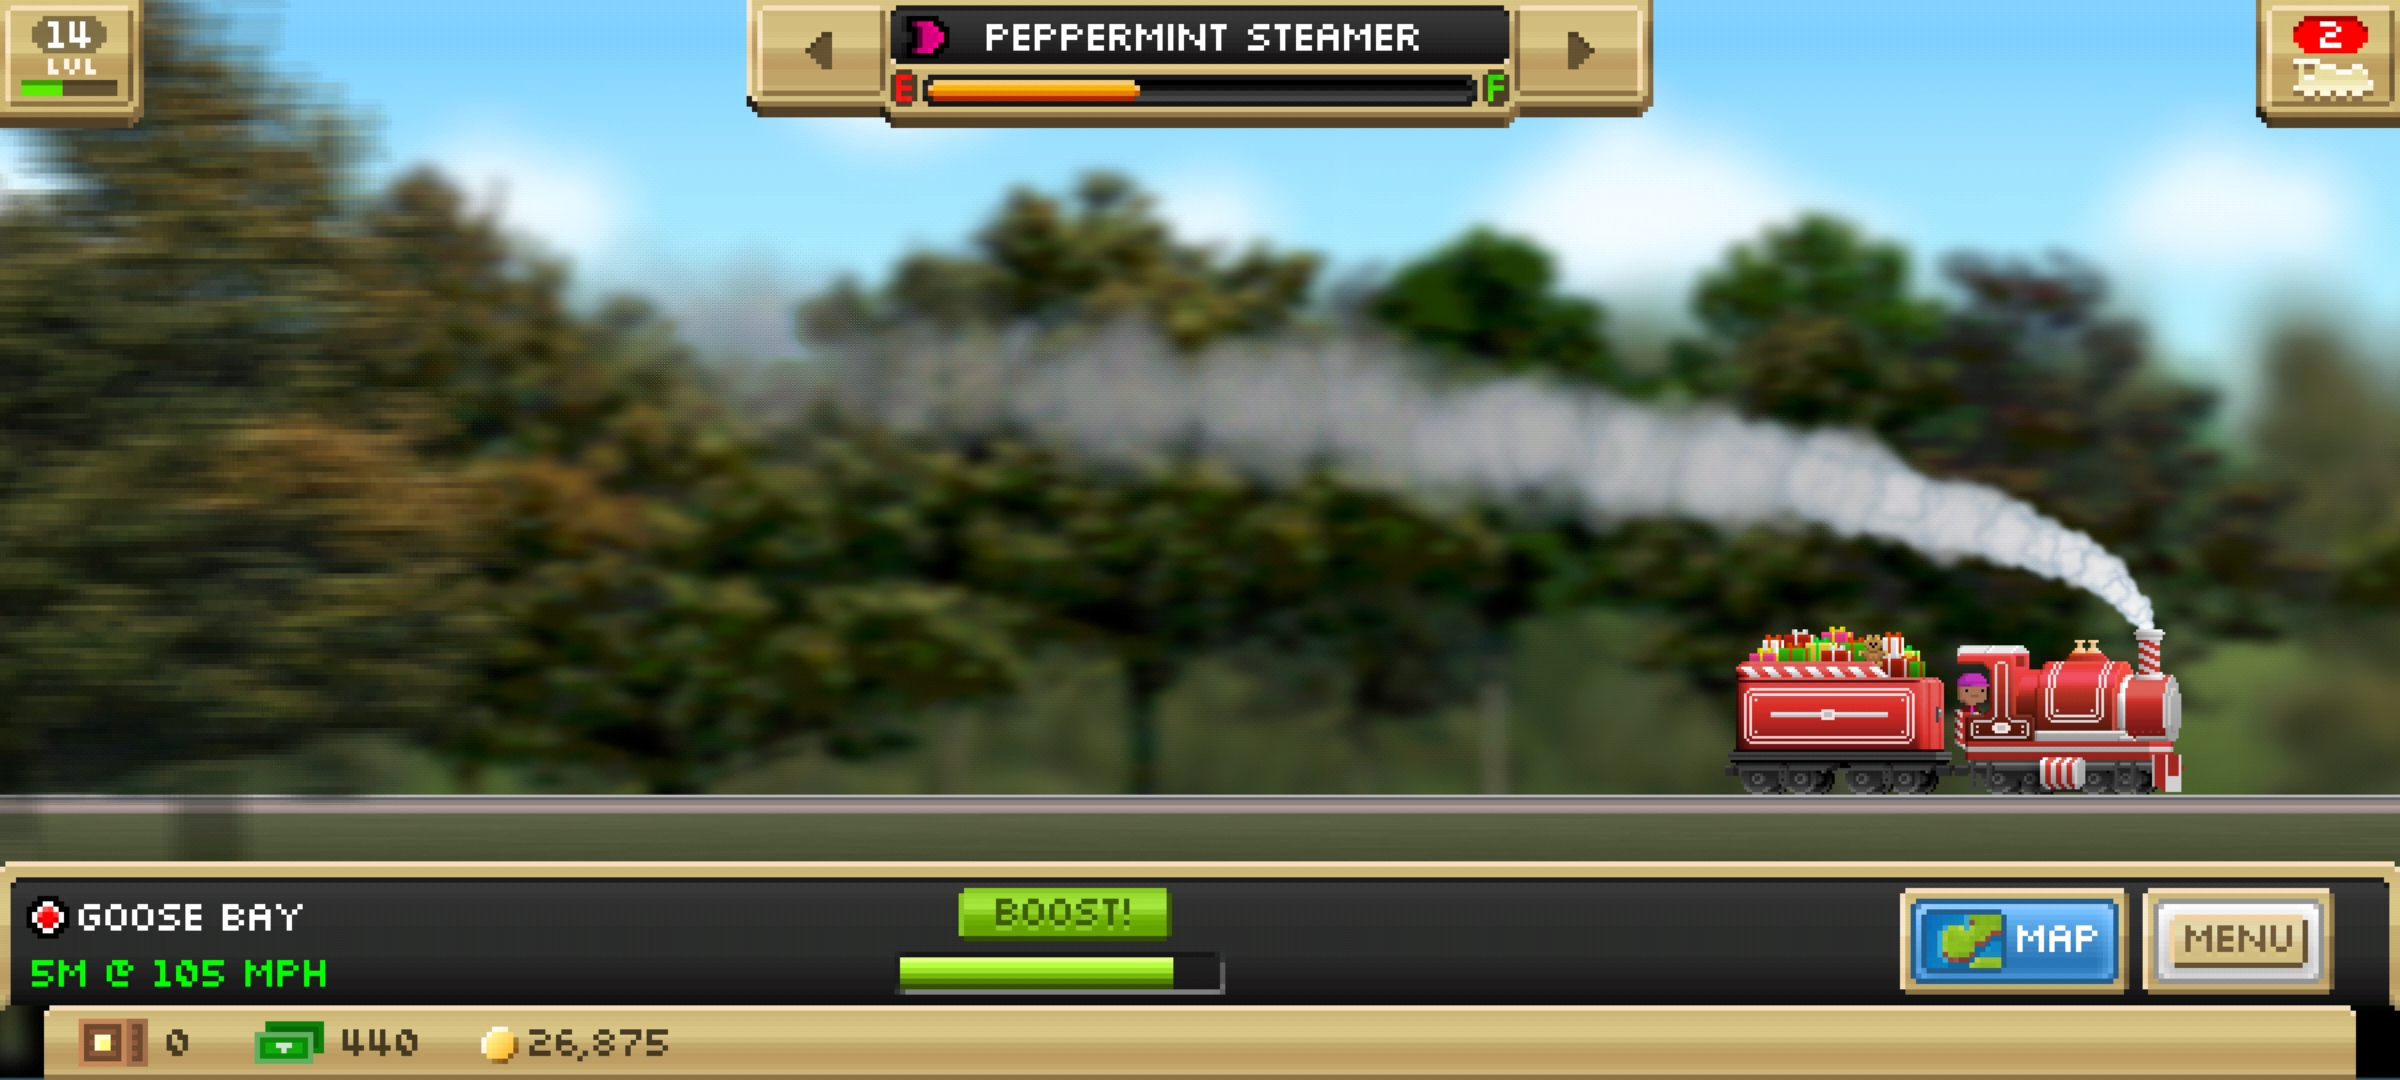 14
LVL
PEPPERMINT STEAMER
E F
2
GOOSE BAY
5M @ 105 MPH
BOOST!
MAP
MENU
0
440
26,875